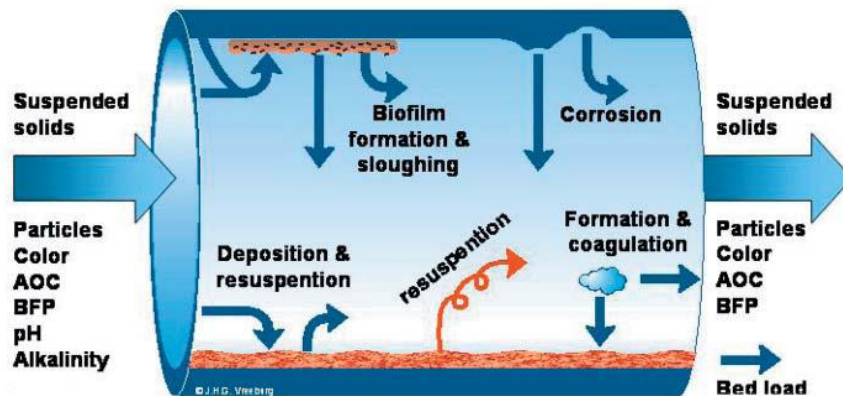 Suspended
solids
Particles
Color
AOC
BFP
pH
Alkalinity
Biofilm
formation &
sloughing
Corrosion
Deposition &
resuspention
resuspention
Formation &
coagulation
Suspended
solids
Particles
Color
AOC
BFP
Bed load
©J.H.G. Vreeburg